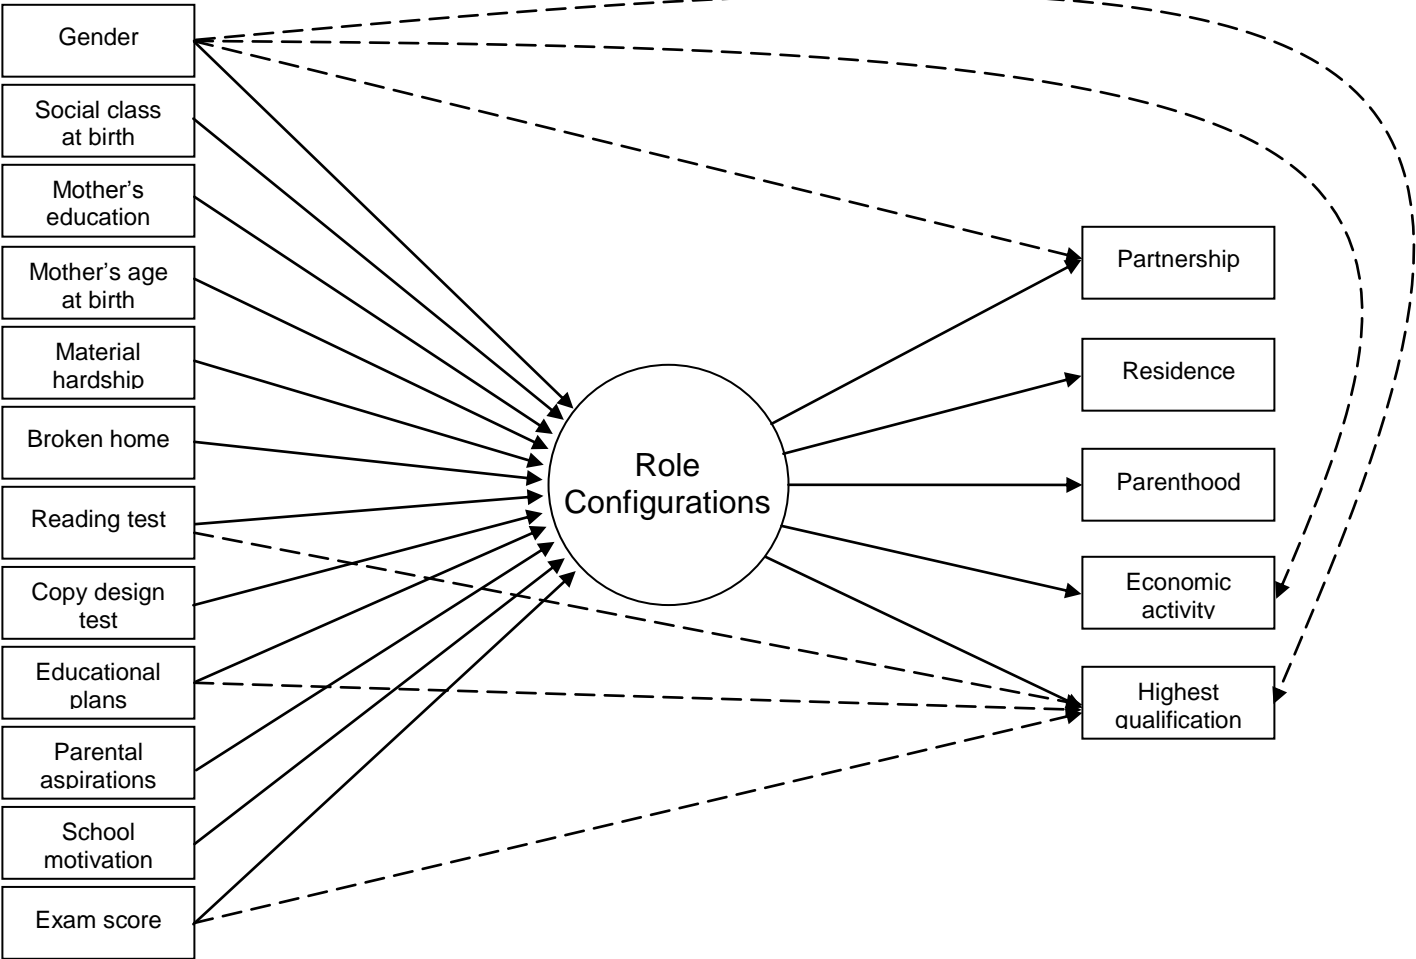 Gender
Social class
at birth
Mother's
education
Mother's age
at birth
Material
hardship
Broken home
Reading test
Copy design
test
Educational
plans
Parental
aspirations
School
motivation
Exam score
Role
Configurations
Partnership
Residence
Parenthood
Economic
activity
Highest
qualification